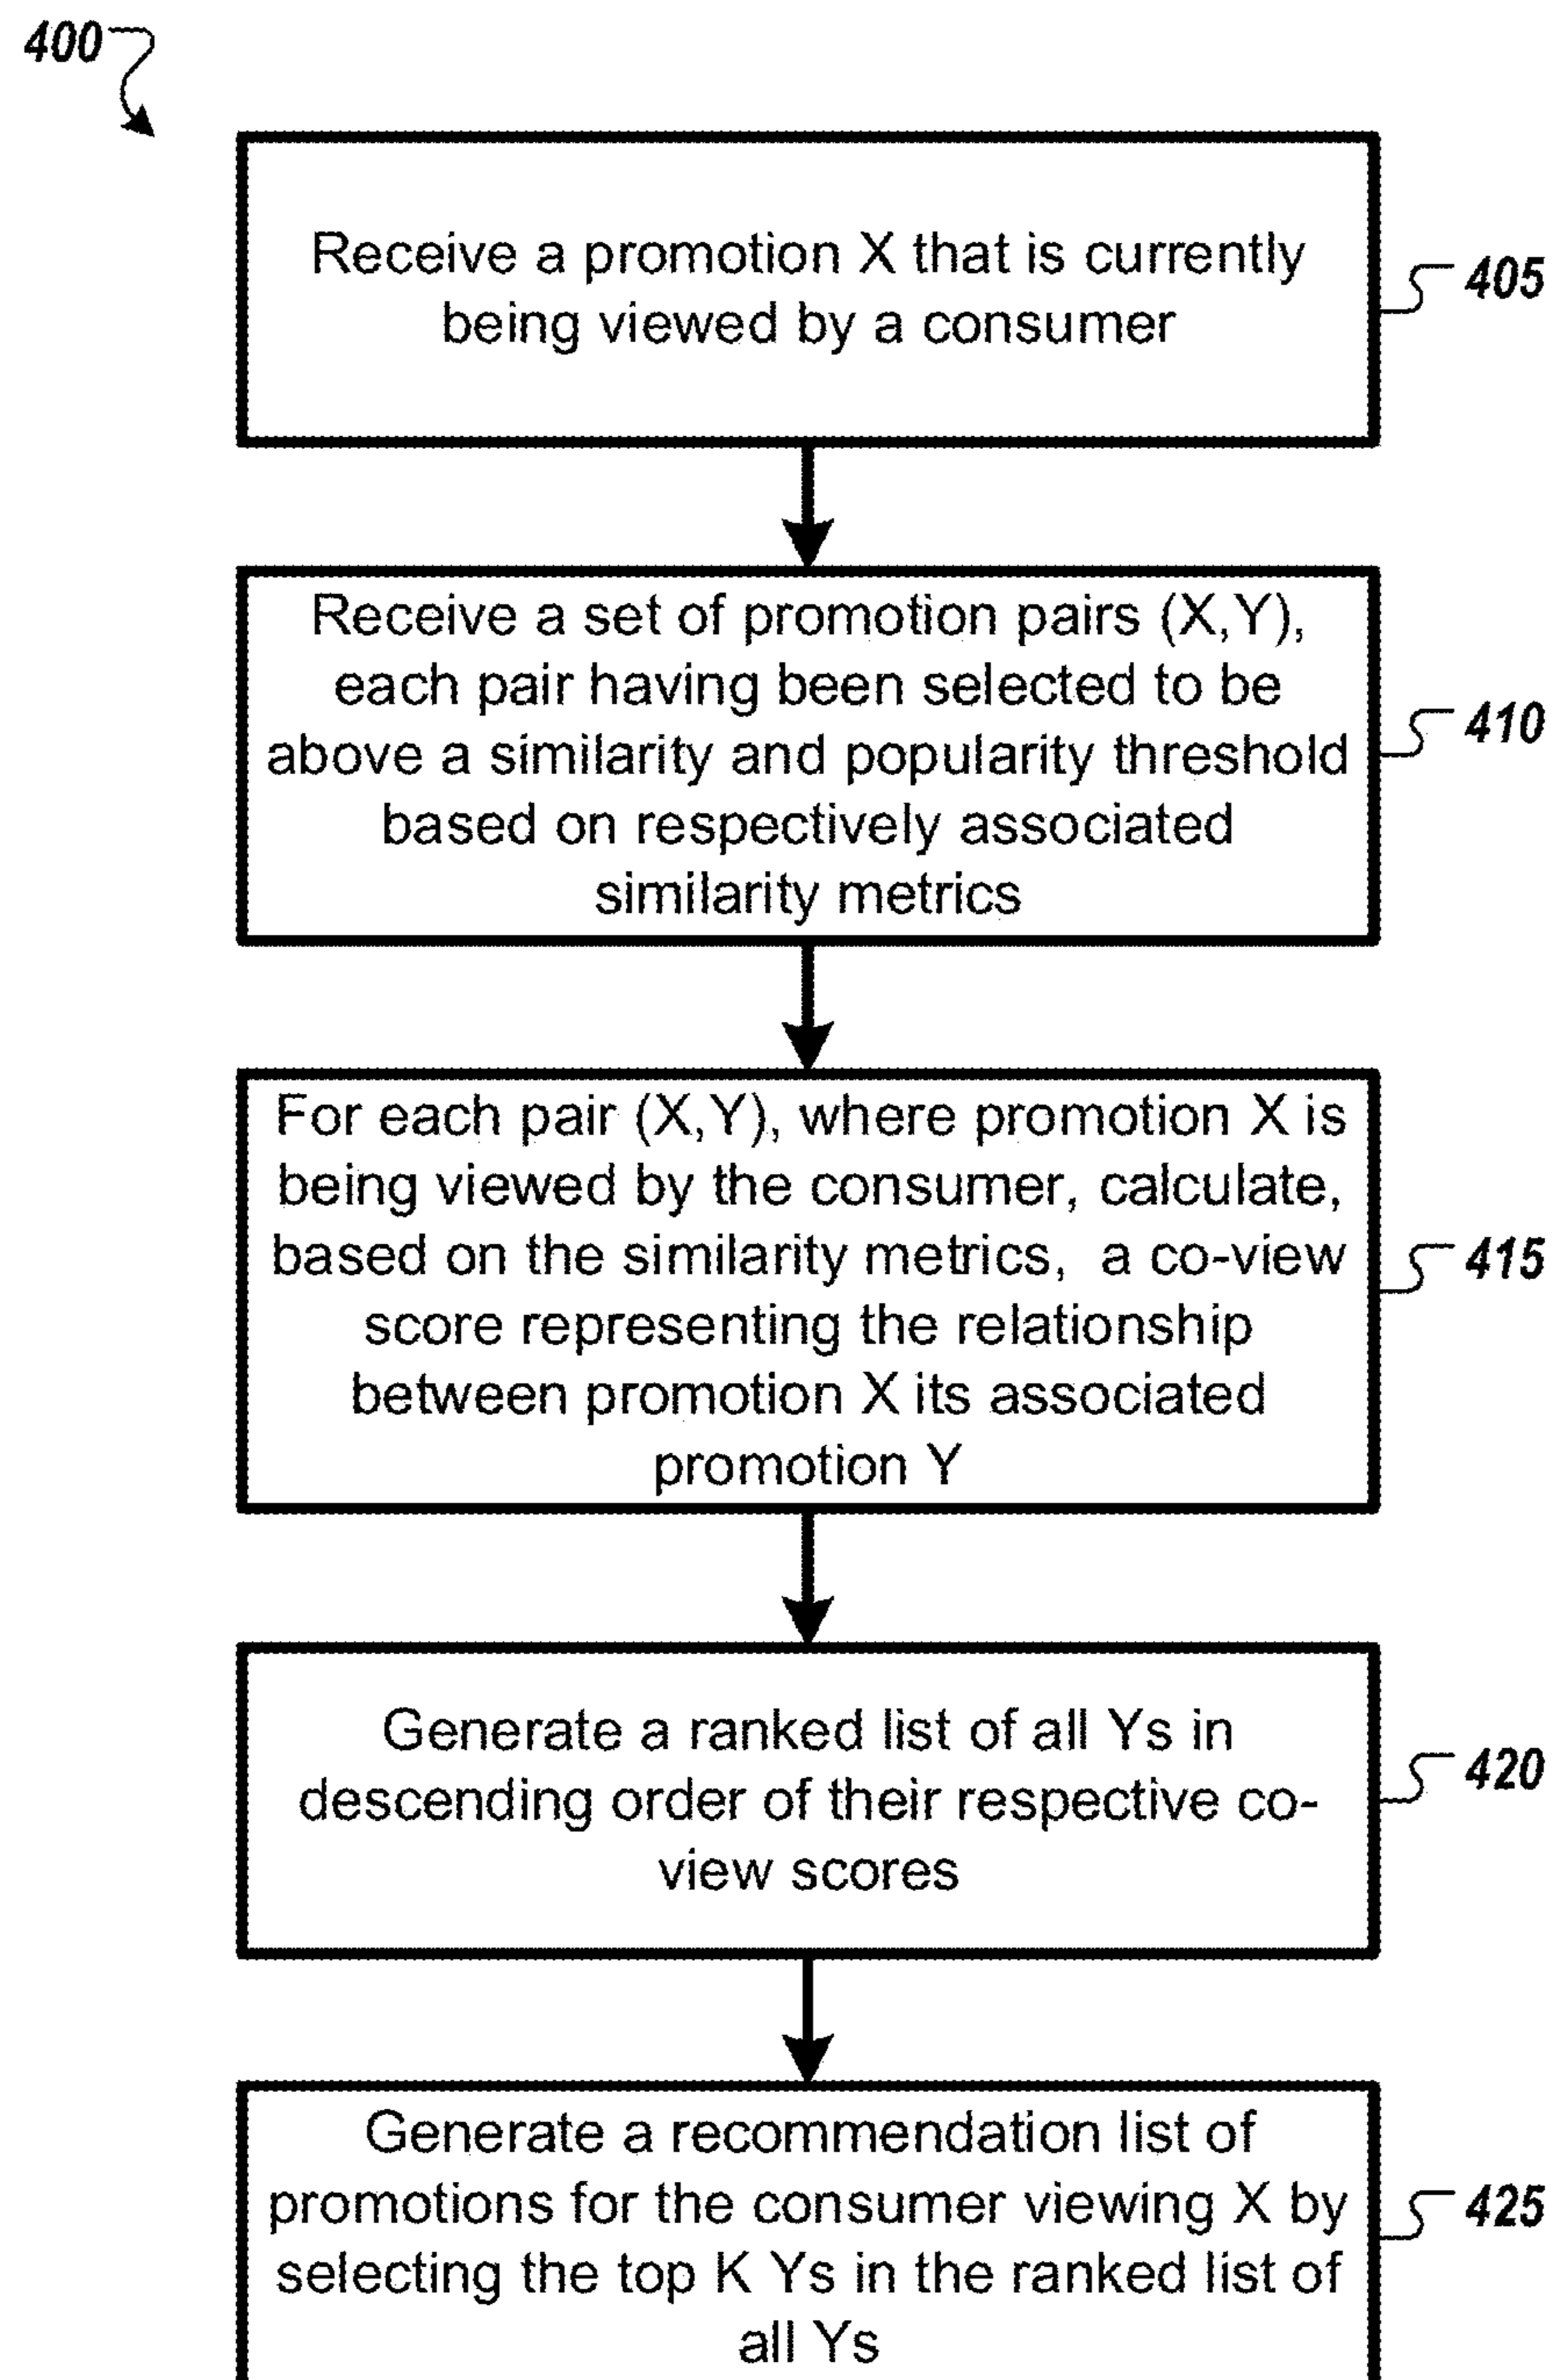 400
Receive a promotion X that is currently
being viewed by a consumer
405
Receive a set of promotion pairs (X,Y),
each pair having been selected to be
above a similarity and popularity threshold
based on respectively associated
similarity metrics
410
For each pair (X,Y), where promotion X is
being viewed by the consumer, calculate,
based on the similarity metrics, a co-view
score representing the relationship
between promotion X its associated
promotion Y
415
Generate a ranked list of all Ys in
descending order of their respective co-
view scores
420
Generate a recommendation list of
promotions for the consumer viewing X by
selecting the top K Ys in the ranked list of
all Ys
425